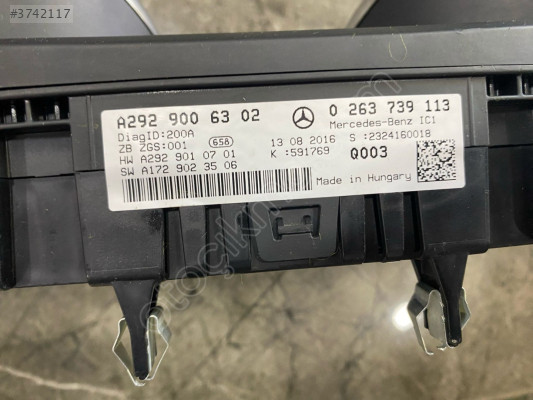 #3742117
A292 900 63 02 0 263 739 113
DiagID:200A Mercedes-Benz IC1
ZB ZGS:001 658 13 08 2016 S :2324160018
HW A292 901 07 01 K :591769 Q003
SW A172 902 35 06
Made in Hungary